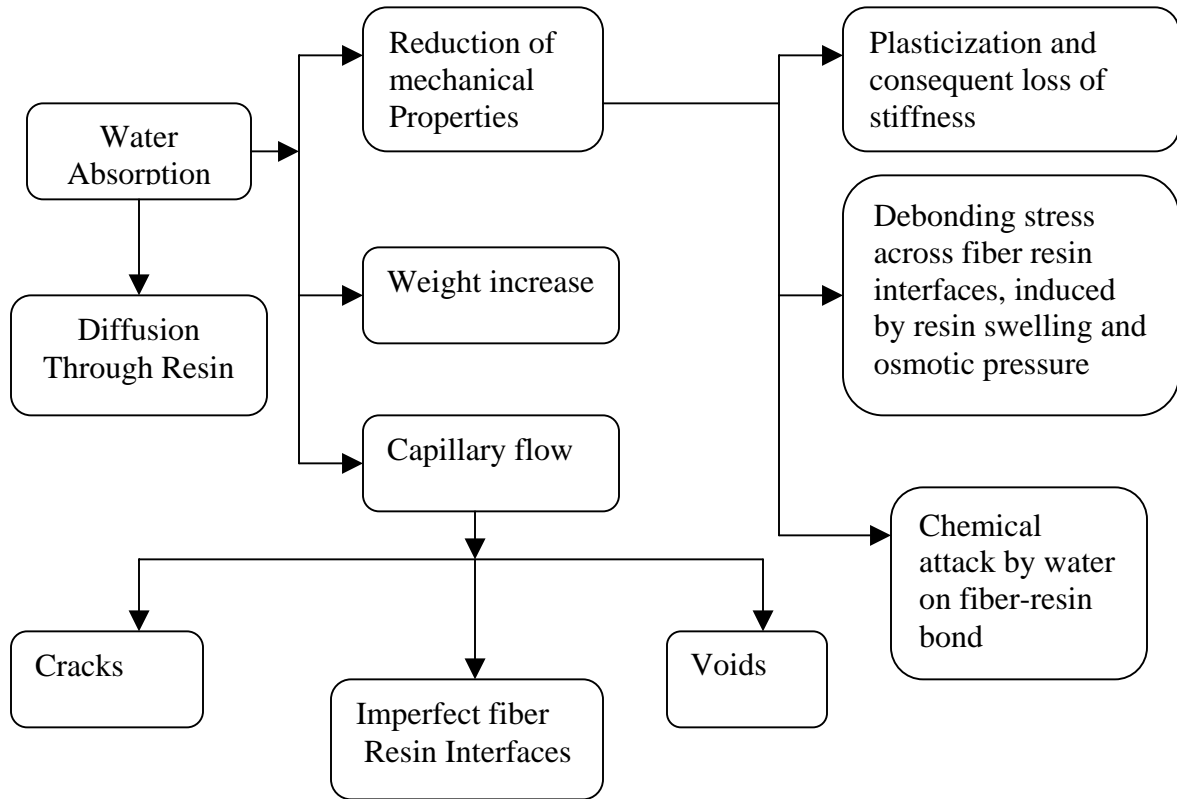 Reduction of
mechanical
Properties
Plasticization and
consequent loss of
stiffness
Water
Absorption
Debonding stress
across fiber resin
interfaces, induced
by resin swelling and
osmotic pressure
Weight increase
Diffusion
Through Resin
Capillary flow
Chemical
attack by water
on fiber-resin
bond
Cracks
Voids
Imperfect fiber
Resin Interfaces